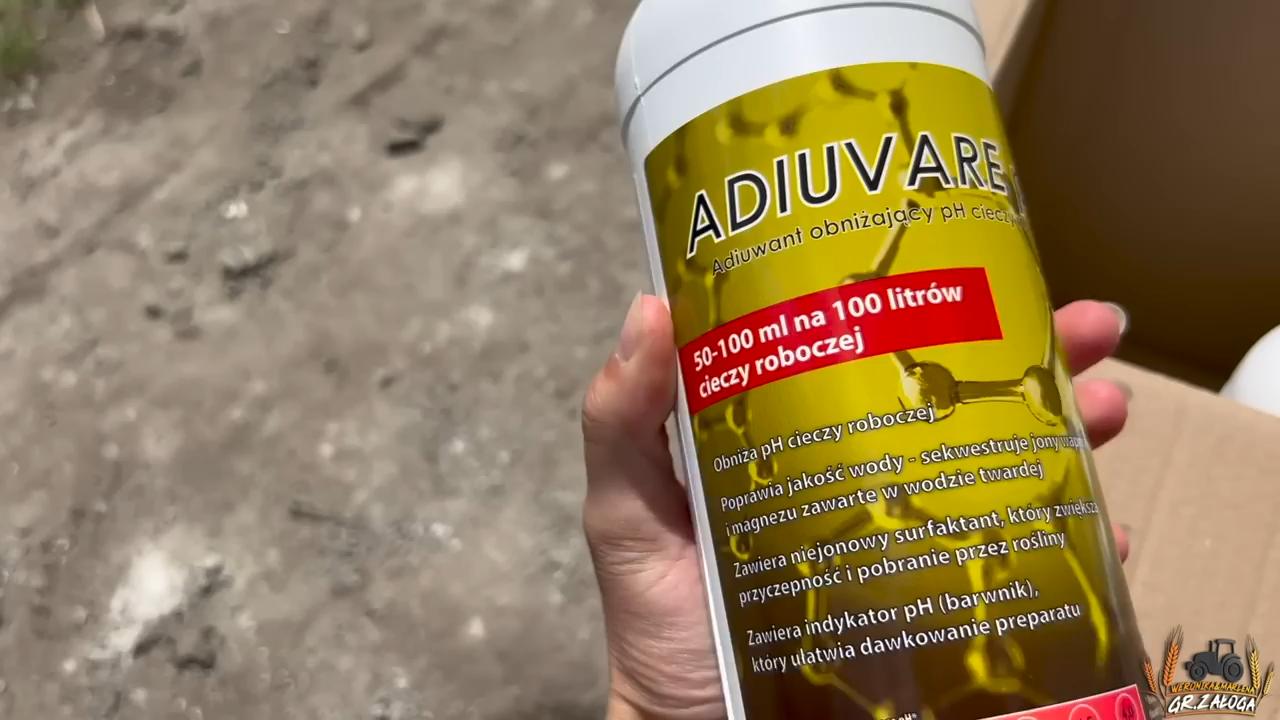 ADIUVARE
Adiuwant obniżający pH cieczy
50-100 ml na 100 litrów
cieczy roboczej
Obniża pH cieczy roboczej
Poprawia jakość wody - sekwestruje jony
i magnezu zawarte w wodzie twardej
Zawiera niejonowy surfaktant, który zwiększa
przyczepność i pobranie przez rośliny
Zawiera indykator pH (barwnik),
który ułatwia dawkowanie preparatu
WERONIKA&MARLENA
GR.ZAŁOGA